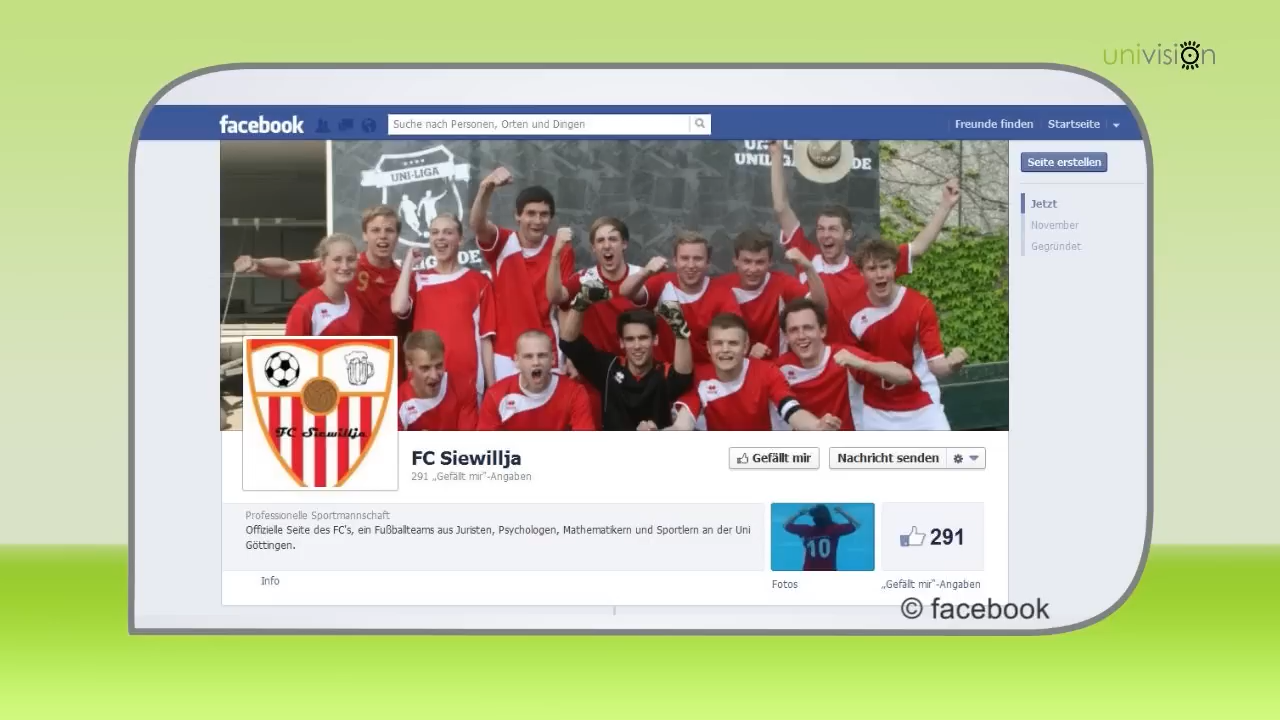 univision
facebook
Suche nach Personen, Orten und Dingen
Freunde finden
Startseite
Seite erstellen
Jetzt
November
Gegründet
UNI-LIGA
9
FC Siewillja
FC Siewillja
291 „Gefällt mir“-Angaben
Gefällt mir
Nachricht senden
Professionelle Sportmannschaft
Offizielle Seite des FC's, ein Fußballteams aus Juristen, Psychologen, Mathematikern und Sportlern an der Uni
Göttingen.
Info
10
Fotos
291
„Gefällt mir“-Angaben
© facebook